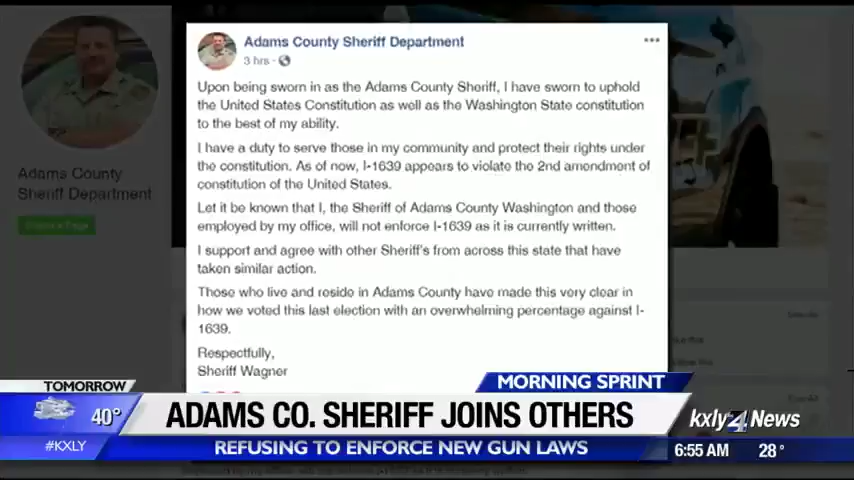 Adams County Sheriff Department
3 hrs
Upon being sworn in as the Adams County Sheriff, I have sworn to uphold
the United States Constitution as well as the Washington State constitution
to the best of my ability.
I have a duty to serve those in my community and protect their rights under
the constitution. As of now, I-1639 appears to violate the 2nd amendment of
constitution of the United States.
Let it be known that I, the Sheriff of Adams County Washington and those
employed by my office, will not enforce I-1639 as it is currently written.
I support and agree with other Sheriff's from across this state that have
taken similar action.
Those who live and reside in Adams County have made this very clear in
how we voted this last election with an overwhelming percentage against I-
1639.
Respectfully,
Sheriff Wagner
Adams County
Sheriff Department
MORNING SPRINT
TOMORROW
40°
ADAMS CO. SHERIFF JOINS OTHERS
kxly4 News
#KXLY
REFUSING TO ENFORCE NEW GUN LAWS
6:55 AM 28°